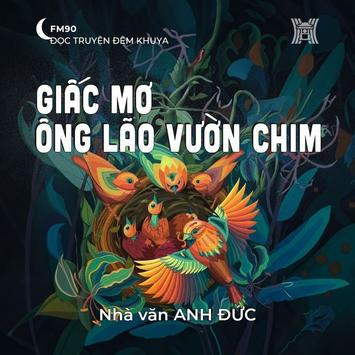 FM90
ĐỌC TRUYỆN ĐÊM KHUYA
GIẤC MƠ
ÔNG LÃO VƯỜN CHIM
Nhà văn ANH ĐỨC